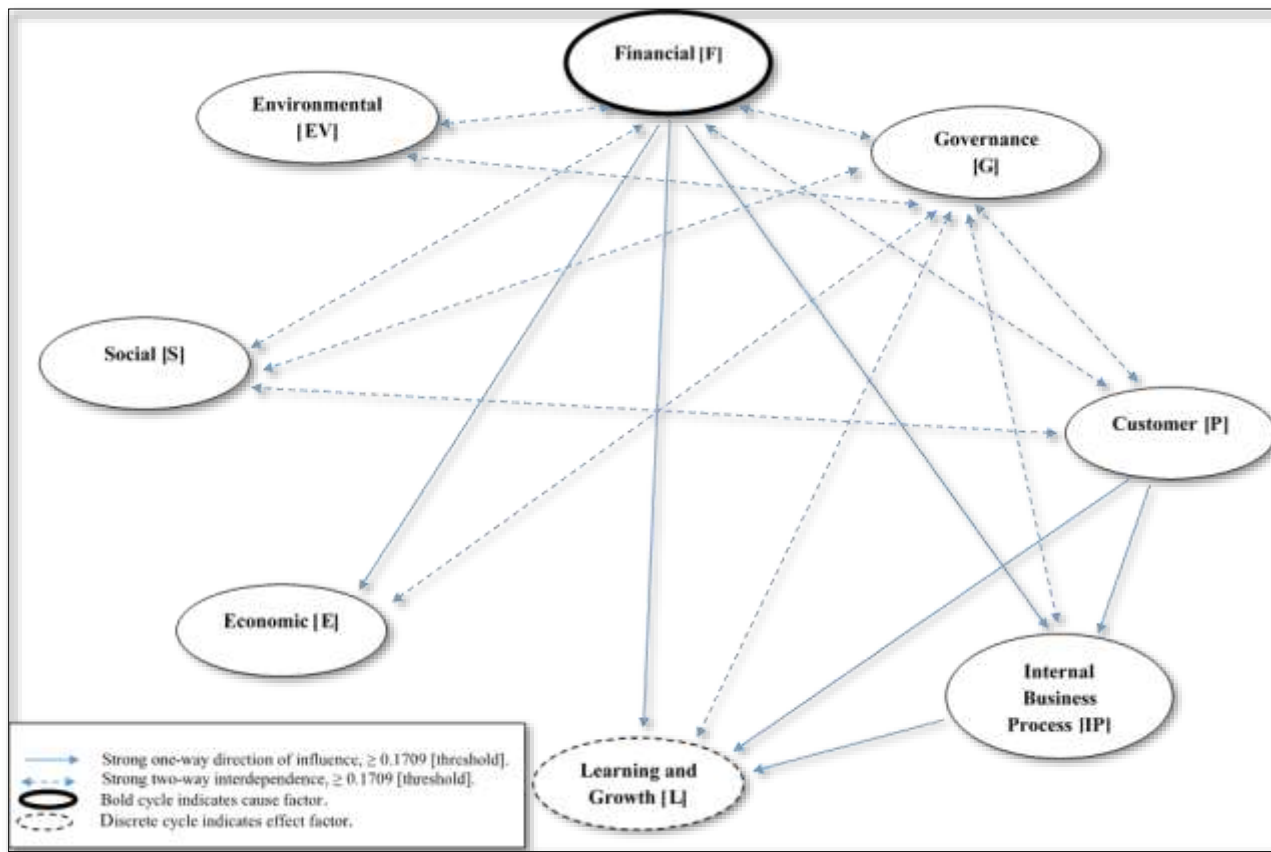 Financial [F]
Environmental
[EV]
Governance
[G]
Social [S]
Customer [P]
Economic [E]
Internal
Business
Process [IP]
Learning and
Growth [L]
Strong one-way direction of influence, ≥ 0.1709 [threshold].
Strong two-way interdependence, ≥ 0.1709 [threshold].
Bold cycle indicates cause factor.
Discrete cycle indicates effect factor.